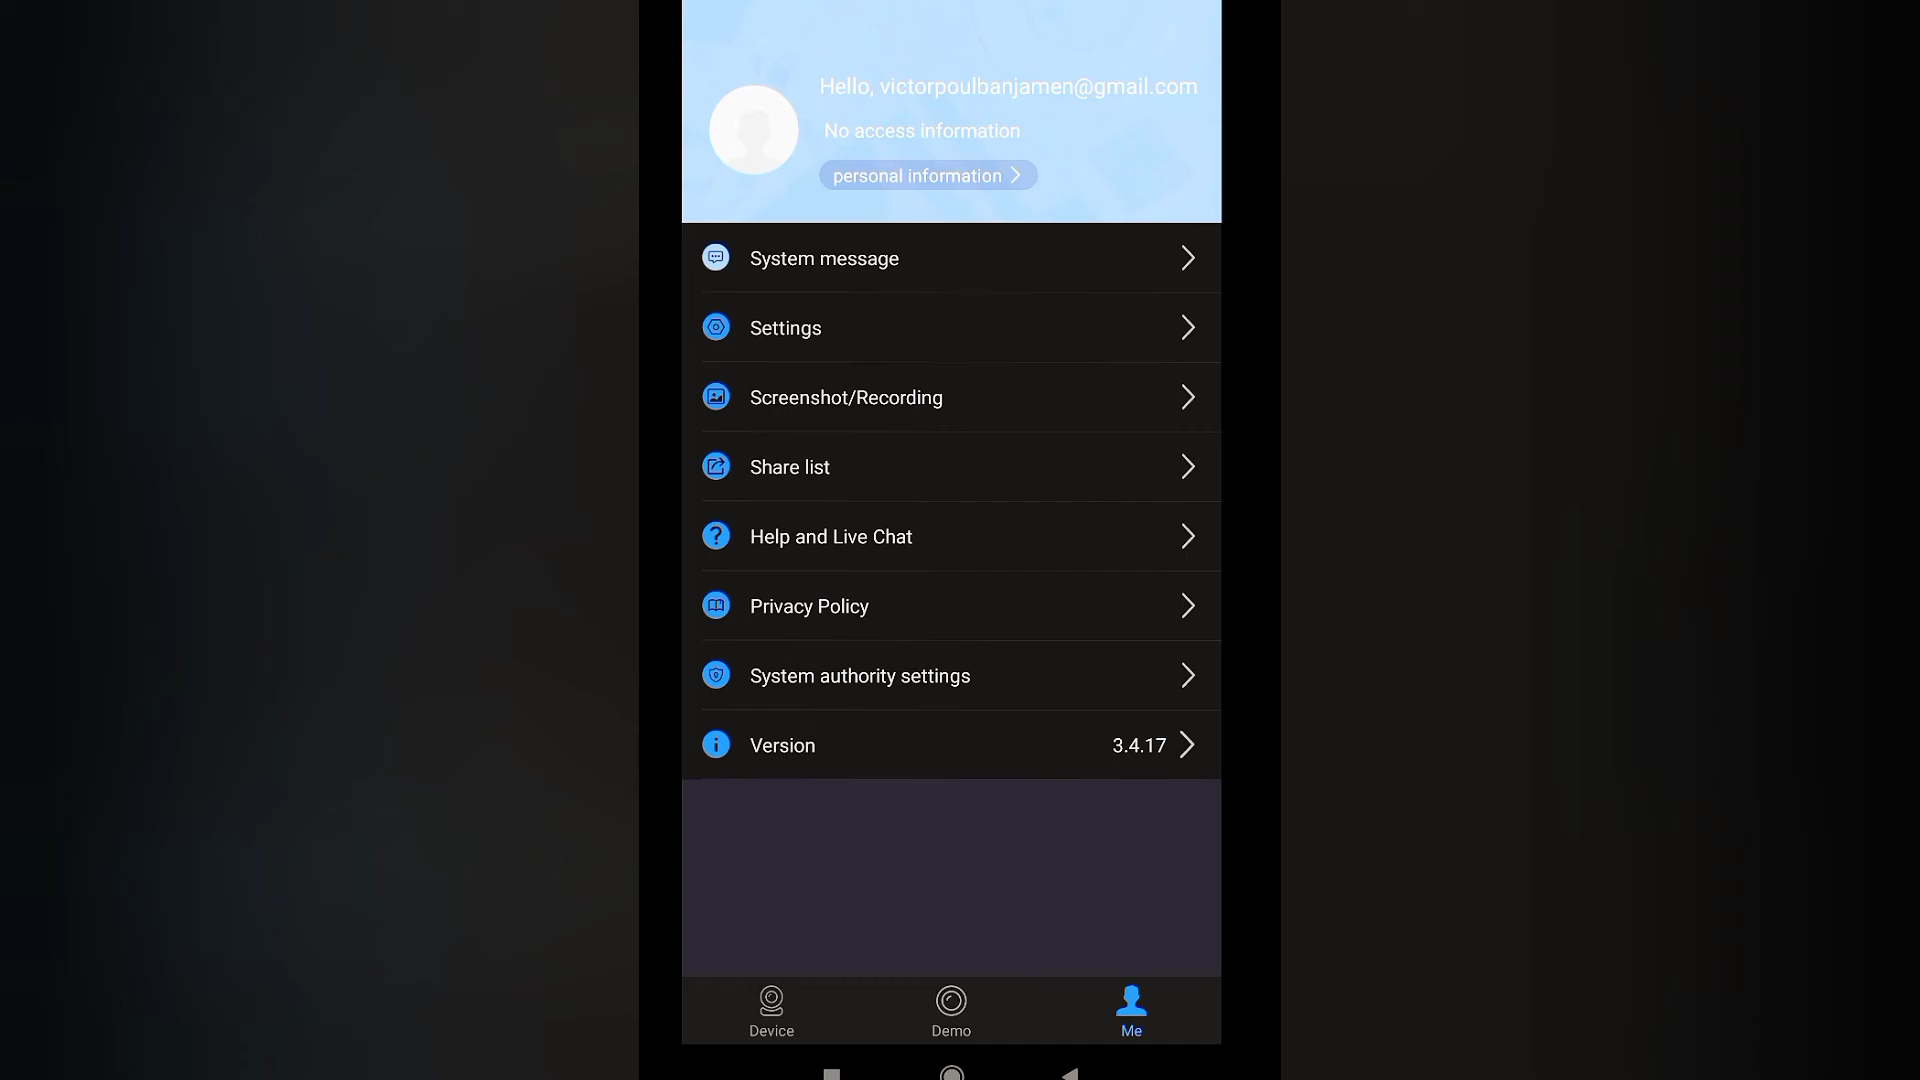 Hello, victorpoulbanjamen@gmail.com
No access information
personal information
System message
Settings
Screenshot/Recording
Share list
Help and Live Chat
Privacy Policy
System authority settings
Version 3.4.17
Device Demo Me